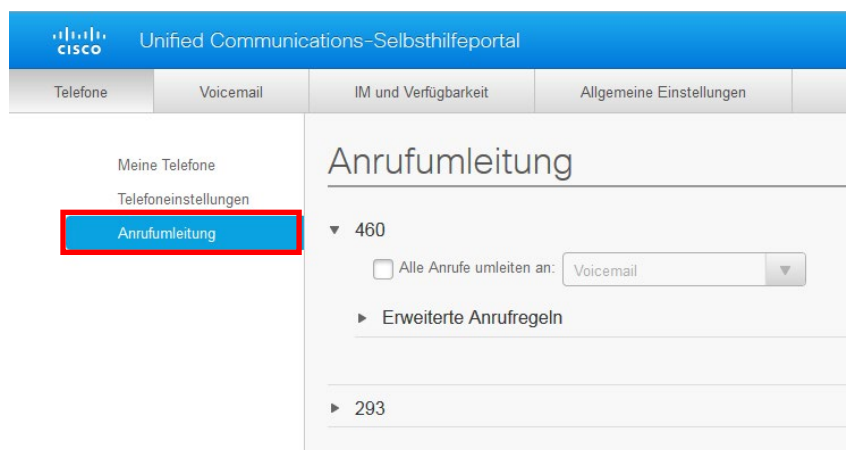 CISCO Unified Communications-Selbsthilfeportal
Telefone Voicemail IM und Verfügbarkeit Allgemeine Einstellungen
Meine Telefone
Telefoneinstellungen
Anrufumleitung
Anrufumleitung
460
Alle Anrufe umleiten an: Voicemail
Erweiterte Anrufregeln
293